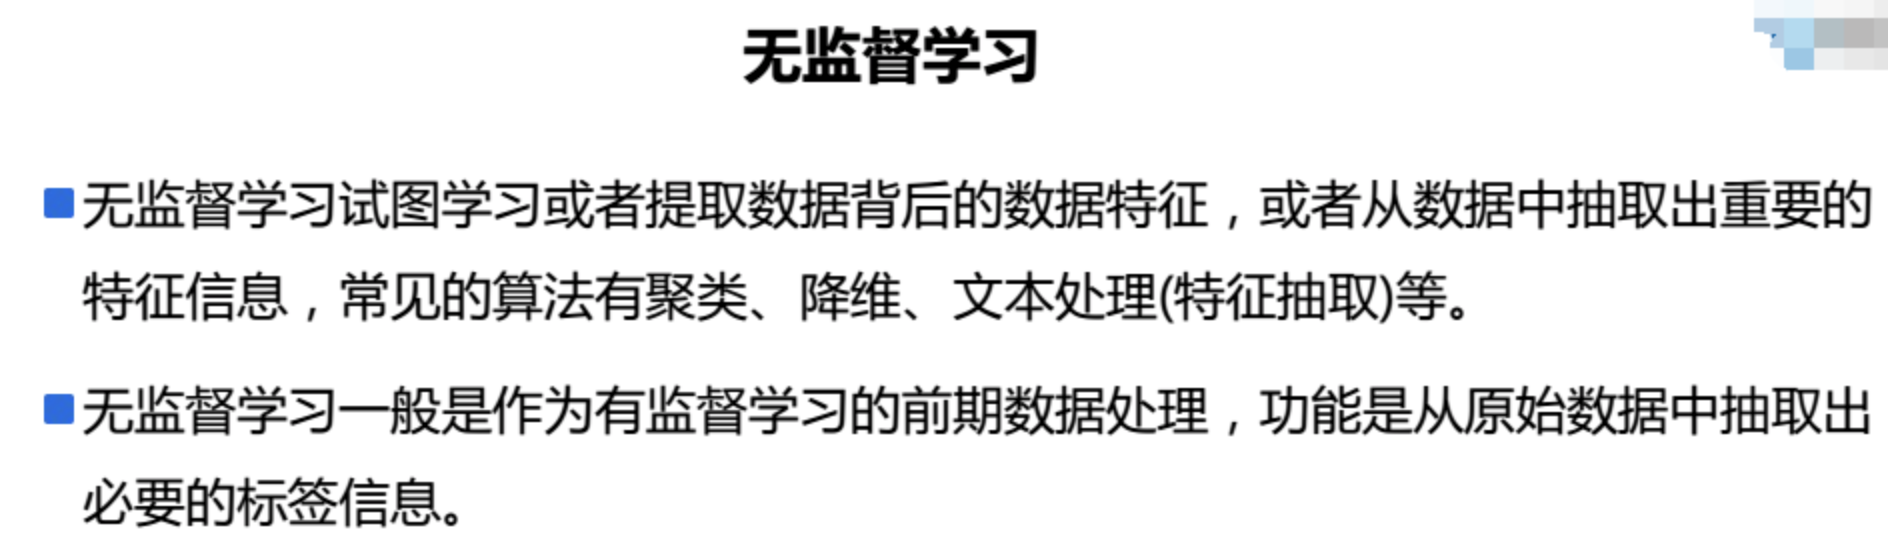 无监督学习
无监督学习试图学习或者提取数据背后的数据特征，或者从数据中抽取出重要的
特征信息，常见的算法有聚类、降维、文本处理(特征抽取)等。
无监督学习一般是作为有监督学习的前期数据处理，功能是从原始数据中抽取出
必要的标签信息。